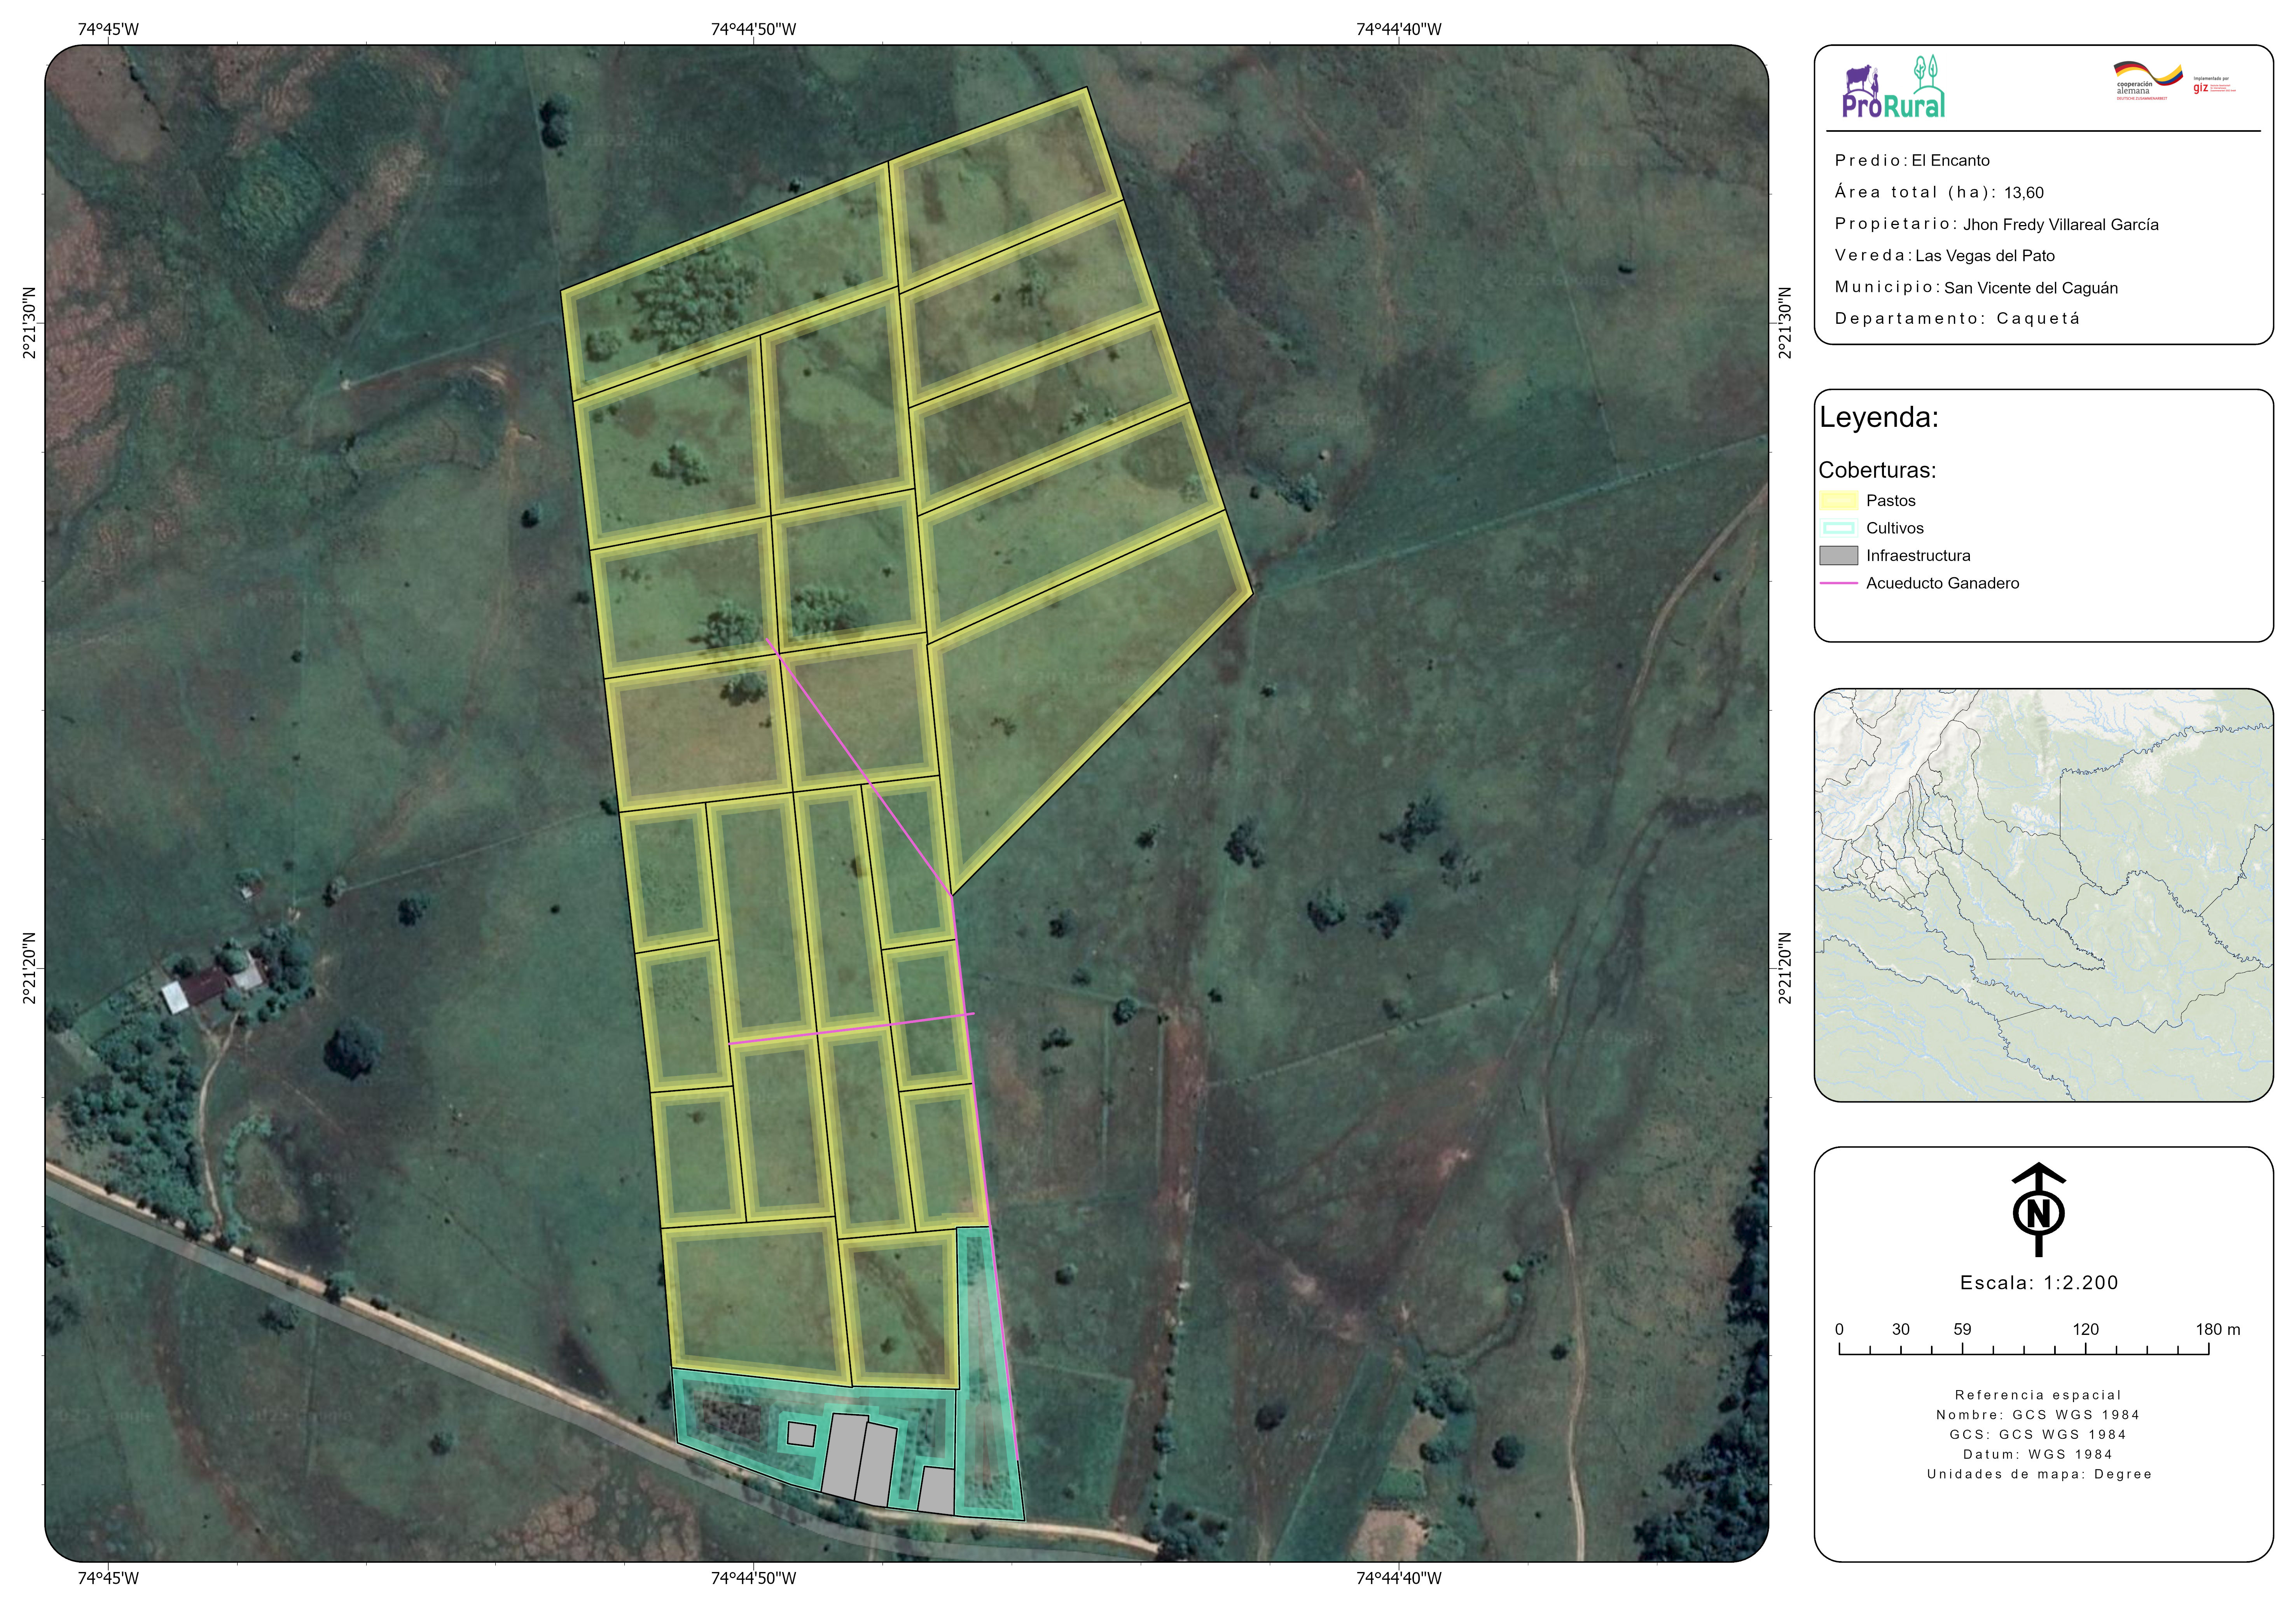 74°45'W
74°44'50"W
74°44'40"W
2°21'30"N
2°21'30"N
2°21'20"N
2°21'20"N
74°45'W
74°44'50"W
74°44'40"W
ProRural
cooperación
alemana
DEUTSCHE ZUSAMMENARBEIT
Implementada por
giz
Predio: El Encanto
Área total (ha): 13,60
Propietario: Jhon Fredy Villareal García
Vereda: Las Vegas del Pato
Municipio: San Vicente del Caguán
Departamento: Caquetá
Leyenda:
Coberturas:
Pastos
Cultivos
Infraestructura
Acueducto Ganadero
N
Escala: 1:2.200
0 30 59 120 180 m
Referencia espacial
Nombre: GCS WGS 1984
GCS: GCS WGS 1984
Datum: WGS 1984
Unidades de mapa: Degree